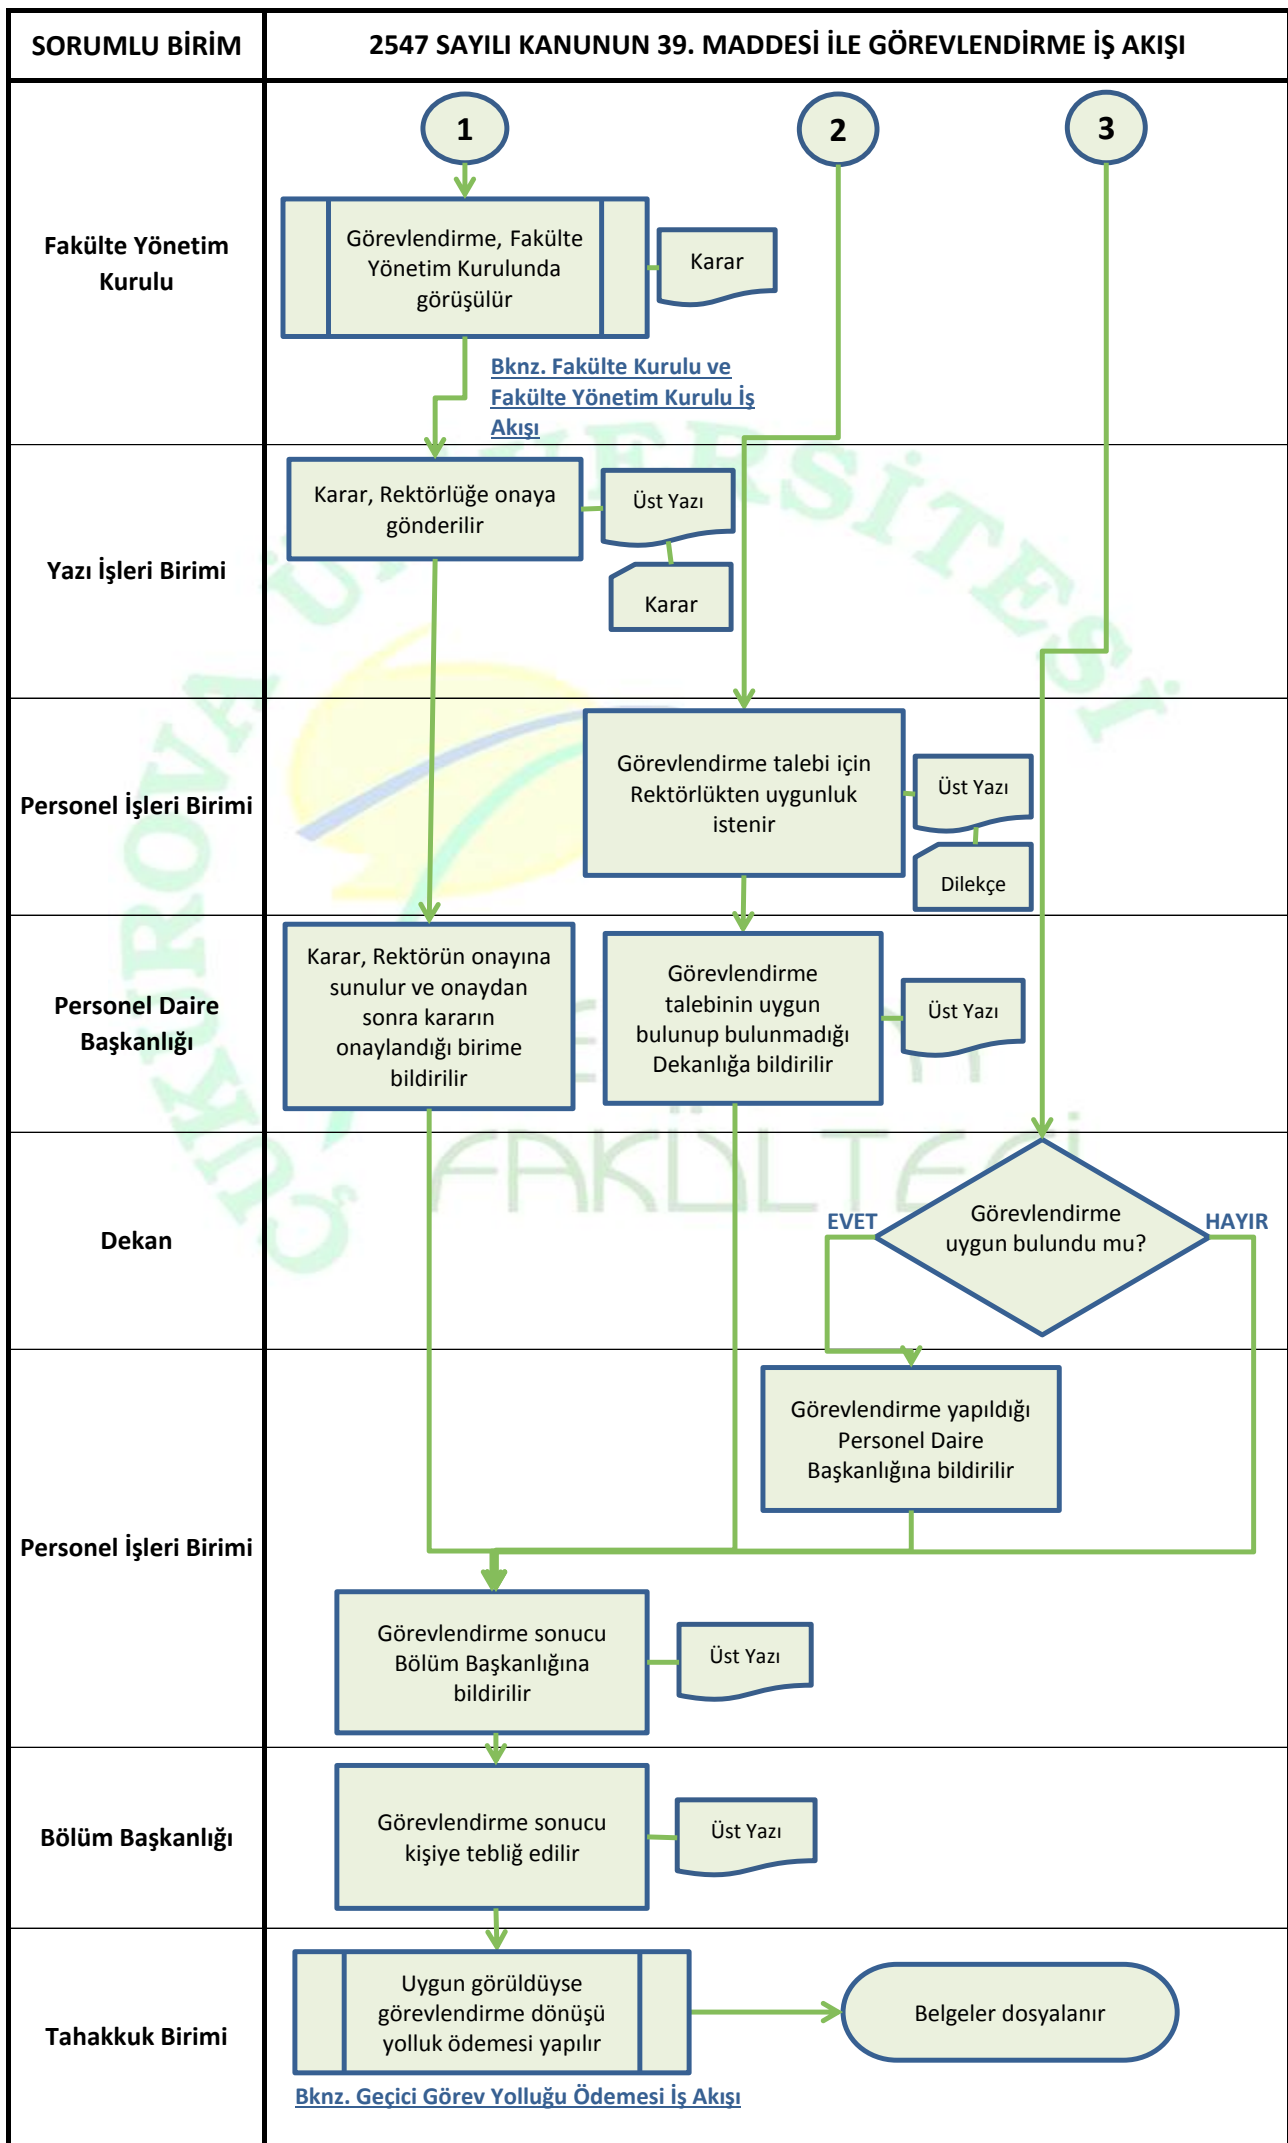 SORUMLU BİRİM
2547 SAYILI KANUNUN 39. MADDESİ İLE GÖREVLENDİRME İŞ AKIŞI
1
2
3
Fakülte Yönetim
Kurulu
Görevlendirme, Fakülte
Yönetim Kurulunda
görüşülür
Karar
Bknz. Fakülte Kurulu ve
Fakülte Yönetim Kurulu İş
Akışı
Yazı İşleri Birimi
Karar, Rektörlüğe onaya
gönderilir
Üst Yazı
Karar
Personel İşleri Birimi
Görevlendirme talebi için
Rektörlükten uygunluk
istenir
Üst Yazı
Dilekçe
Personel Daire
Başkanlığı
Karar, Rektörün onayına
sunulur ve onaydan
sonra kararın
onaylandığı birime
bildirilir
Görevlendirme
talebinin uygun
bulunup bulunmadığı
Dekanlığa bildirilir
Üst Yazı
Dekan
EVET
Görevlendirme
uygun bulundu mu?
HAYIR
Personel İşleri Birimi
Görevlendirme yapıldığı
Personel Daire
Başkanlığına bildirilir
Görevlendirme sonucu
Bölüm Başkanlığına
bildirilir
Üst Yazı
Bölüm Başkanlığı
Görevlendirme sonucu
kişiye tebliğ edilir
Üst Yazı
Tahakkuk Birimi
Uygun görüldüyse
görevlendirme dönüşü
yolluk ödemesi yapılır
Belgeler dosyalanır
Bknz. Geçici Görev Yolluğu Ödemesi İş Akışı
FAKÜLTESİ